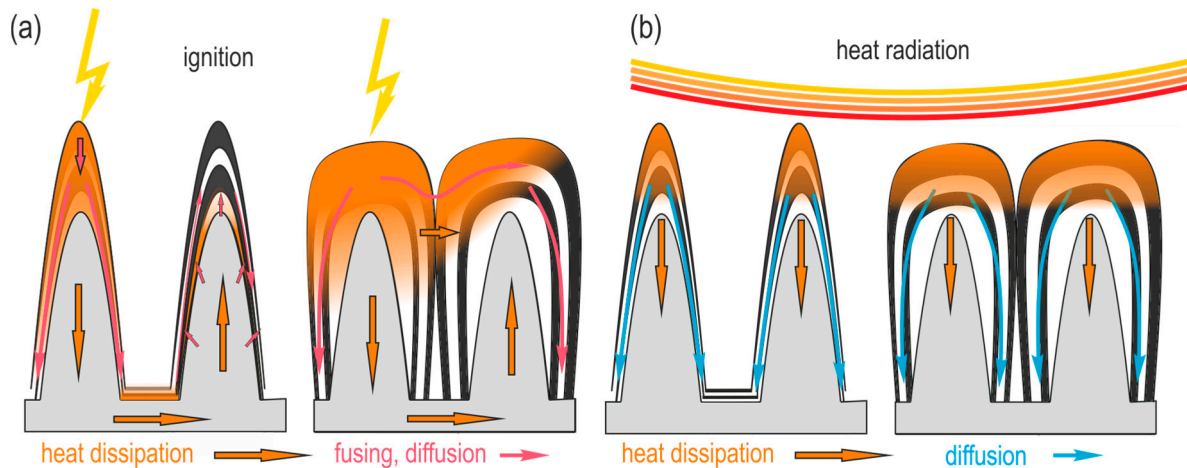 (a)
ignition
(b)
heat radiation
heat dissipation
fusing, diffusion
heat dissipation
diffusion